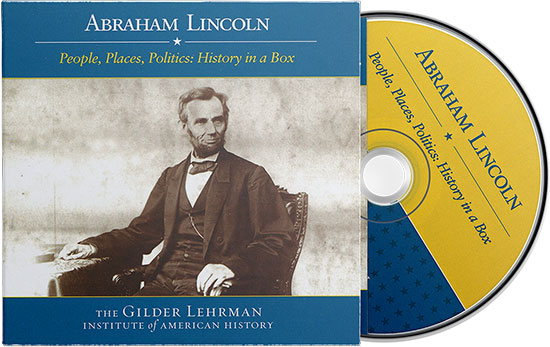 ABRAHAM LINCOLN
People, Places, Politics: History in a Box
THE GILDER LEHRMAN
INSTITUTE of AMERICAN HISTORY
ABRAHAM LINCOLN
People, Places, Politics: History in a Box